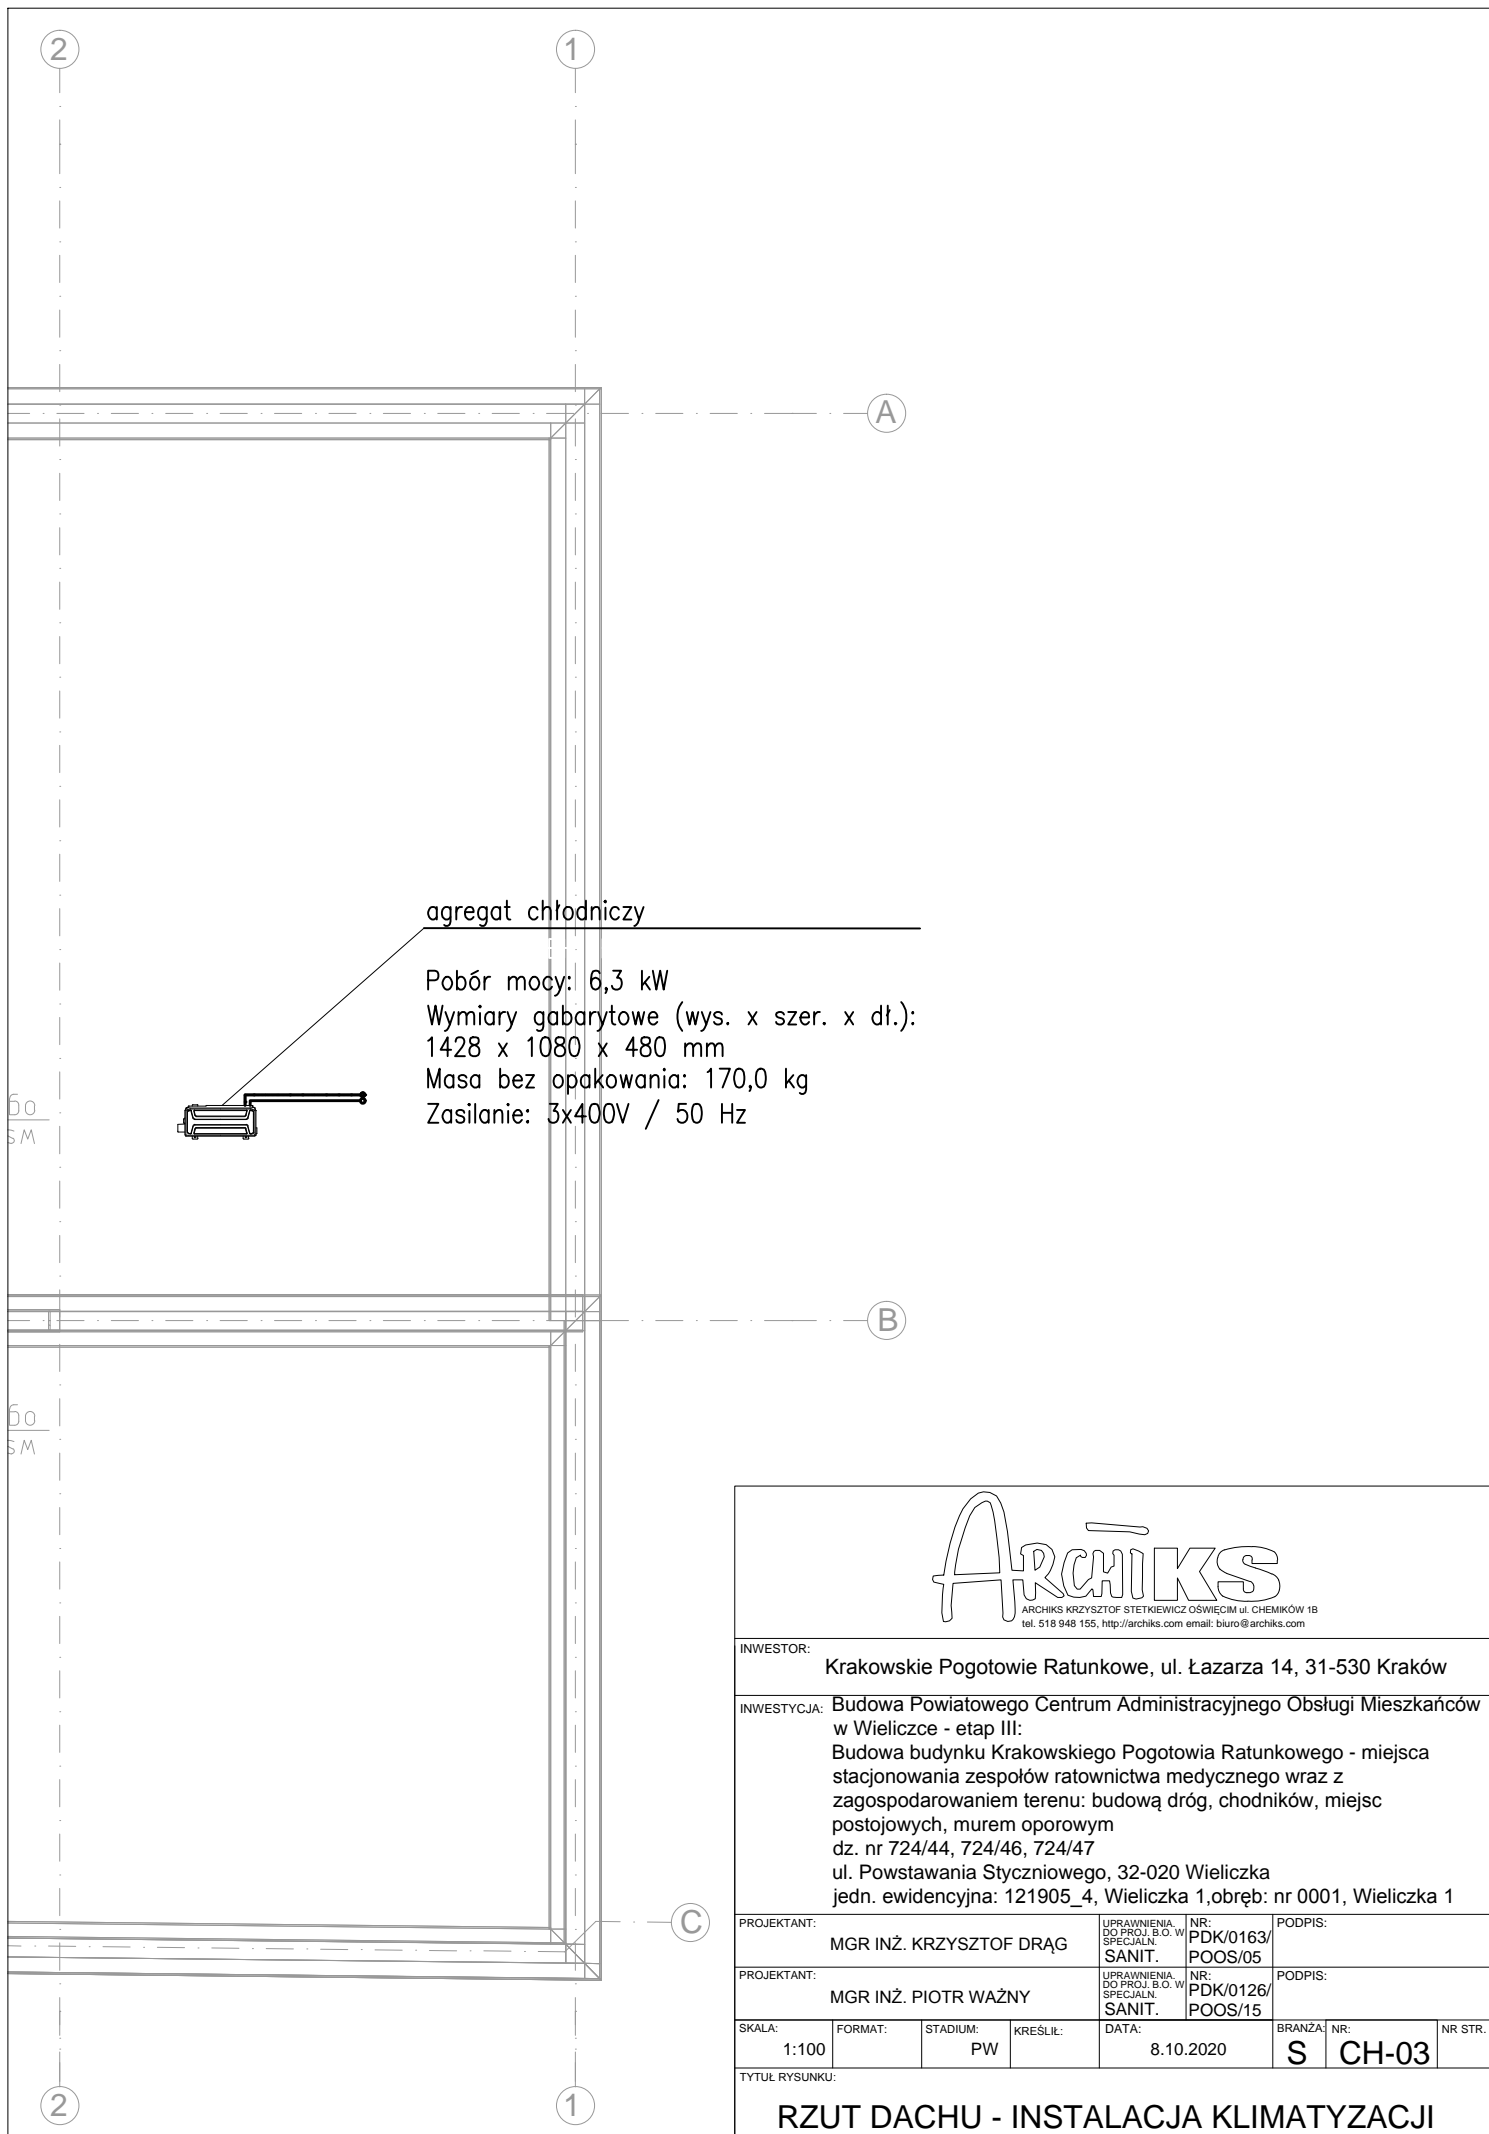 2
1
A
agregat chłodniczy
Pobór mocy: 6,3 kW
Wymiary gabarytowe (wys. x szer. x dł.):
1428 x 1080 x 480 mm
Masa bez opakowania: 170,0 kg
Zasilanie: 3x400V / 50 Hz
B
C
2
1
ARCHIKS
ARCHIKS KRZYSZTOF STETKIEWICZ OŚWIĘCIM ul. CHEMIKÓW 1B
tel. 518 948 155, http://archiks.com email: biuro@archiks.com
INWESTOR:
Krakowskie Pogotowie Ratunkowe, ul. Łazarza 14, 31-530 Kraków
INWESTYCJA: Budowa Powiatowego Centrum Administracyjnego Obsługi Mieszkańców
w Wieliczce - etap III:
Budowa budynku Krakowskiego Pogotowia Ratunkowego - miejsca
stacjonowania zespołów ratownictwa medycznego wraz z
zagospodarowaniem terenu: budową dróg, chodników, miejsc
postojowych, murem oporowym
dz. nr 724/44, 724/46, 724/47
ul. Powstawania Styczniowego, 32-020 Wieliczka
jedn. ewidencyjna: 121905_4, Wieliczka 1,obręb: nr 0001, Wieliczka 1
PROJEKTANT:
MGR INŻ. KRZYSZTOF DRĄG
UPRAWNIENIA.
DO PROJ. B.O. W
SPECJALN.
SANIT.
NR:
PDK/0163/
POOS/05
PODPIS:
PROJEKTANT:
MGR INŻ. PIOTR WAŻNY
UPRAWNIENIA.
DO PROJ. B.O. W
SPECJALN.
SANIT.
NR:
PDK/0126/
POOS/15
PODPIS:
SKALA:
1:100
FORMAT:
STADIUM:
PW
KREŚLIŁ:
DATA:
8.10.2020
BRANŻA:
S
NR:
CH-03
NR STR.
TYTUŁ RYSUNKU:
RZUT DACHU - INSTALACJA KLIMATYZACJI